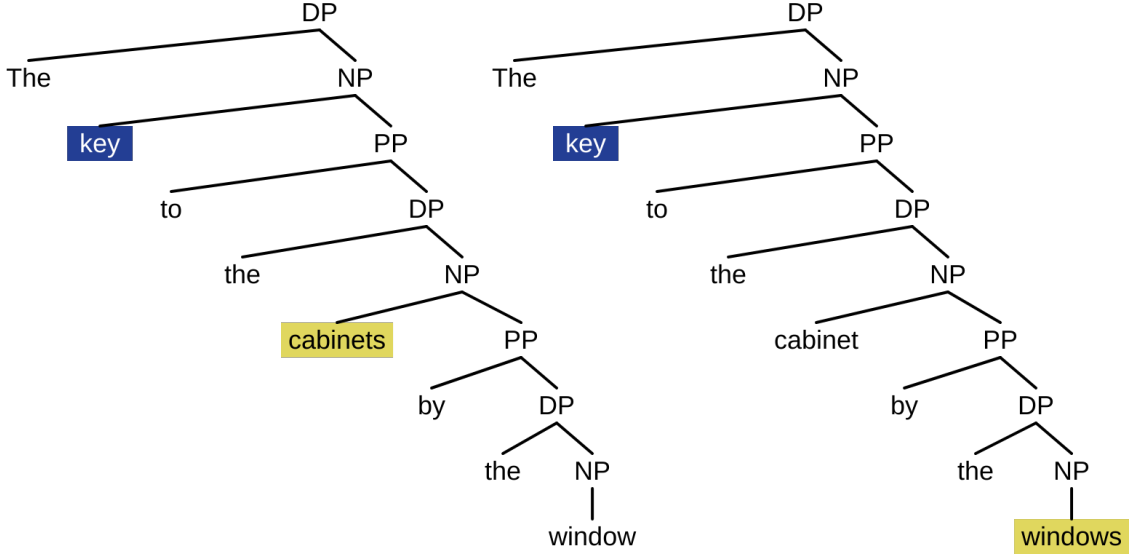 DP DP
The NP The NP
key PP key PP
to DP to DP
the NP the NP
cabinets PP cabinet PP
by DP by DP
the NP the NP
window windows